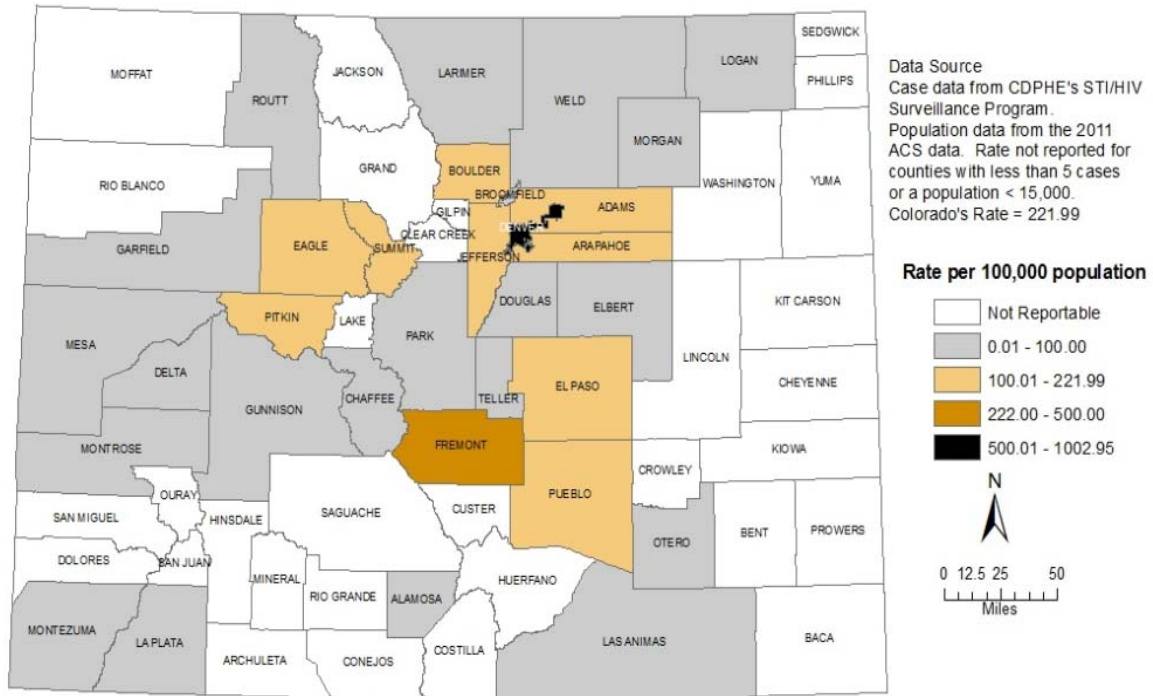 SEDGWICK
LOGAN
JACKSON
LARIMER
MOFFAT
PHILLIPS
ROUTT
WELD
MORGAN
GRAND
BOULDER
WASHINGTON
YUMA
RIO BLANCO
BROOMFIELD
ADAMS
GILPIN
DENVER
CLEAR CREEK
EAGLE
SUMMIT
ARAPAHOE
GARFIELD
JEFFERSON
DOUGLAS
ELBERT
KIT CARSON
PITKIN
LAKE
PARK
MESA
LINCOLN
DELTA
CHEYENNE
EL PASO
TELLER
CHAFFEE
GUNNISON
FREMONT
MONTROSE
KIOWA
CROWLEY
PUEBLO
OURAY
CUSTER
SAGUACHE
SAN MIGUEL
HINSDALE
BENT
PROWERS
OTERO
DOLORES
SAN JUAN
MINERAL
HUERFANO
RIO GRANDE
ALAMOSA
MONTEZUMA
LA PLATA
LAS ANIMAS
BACA
COSTILLA
ARCHULETA
CONEJOS
Data Source
Case data from CDPHE's STI/HIV
Surveillance Program.
Population data from the 2011
ACS data. Rate not reported for
counties with less than 5 cases
or a population < 15,000.
Colorado's Rate = 221.99
Rate per 100,000 population
Not Reportable
0.01 - 100.00
100.01 - 221.99
222.00 - 500.00
500.01 - 1002.95
N
0 12.5 25 50
Miles